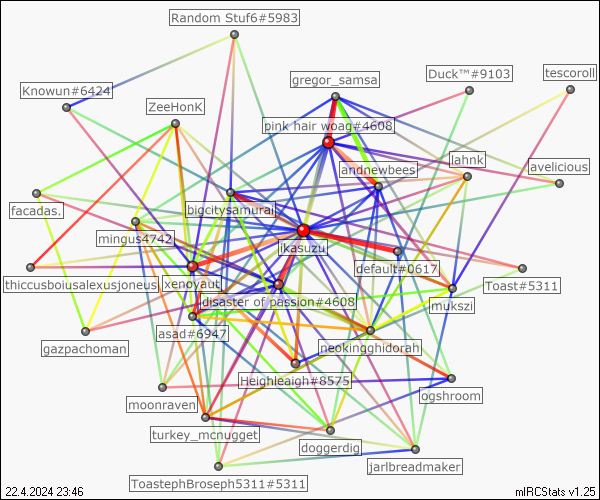 Random Stuf6#5983
gregor_samsa
Duck™#9103
tescoroll
Knowun#6424
ZeeHonK
pink hair woag#4608
lahnk
andnewbees
avelicious
facadas.
bigcitysamurai
mingus4742
ikasuzu
default#0617
thiccusboiusalexusjoneus
xenoyaut
Toast#5311
disaster of passion#4608
mukszi
asad#6947
gazpachoman
neokingghidorah
Heighleaigh#8575
ogshroom
moonraven
turkey_mcnugget
doggerdig
jarlbreadmaker
ToastephBroseph5311#5311
22.4.2024 23:46
mIRCStats v1.25